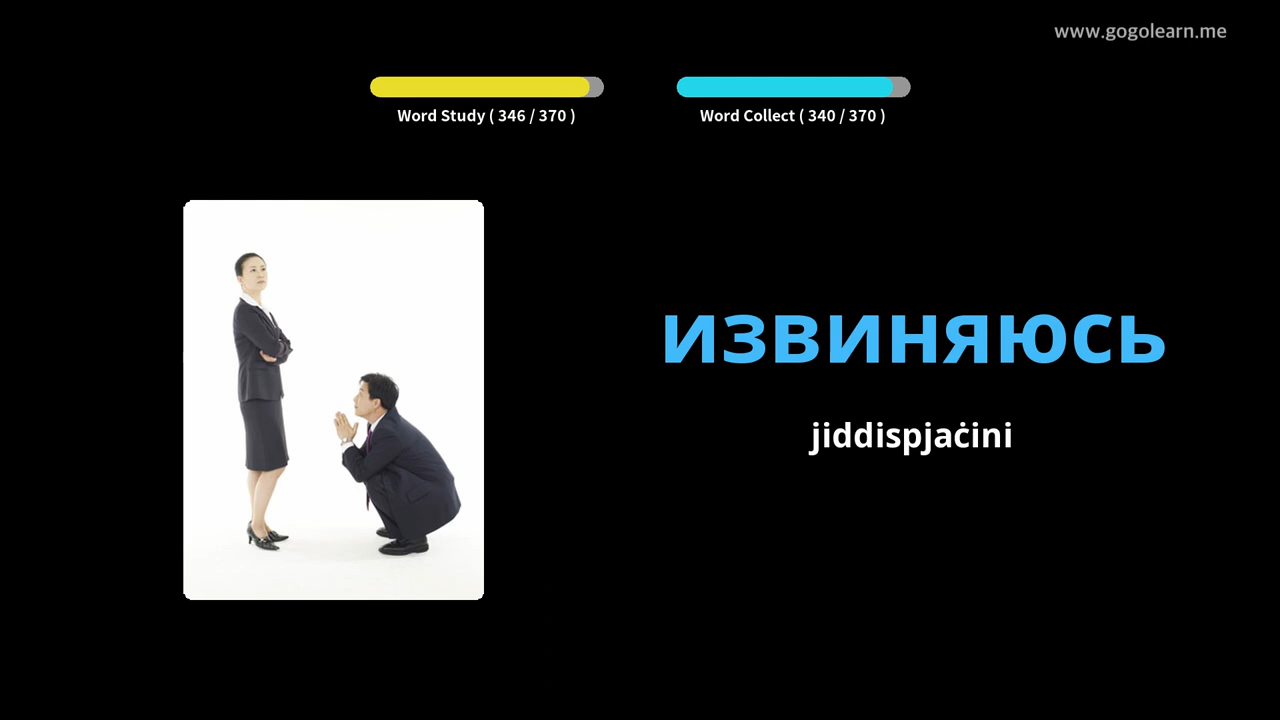 www.gogolearn.me
Word Study ( 346 / 370 )
Word Collect ( 340 / 370 )
извиняюсь
jiddispjaċini